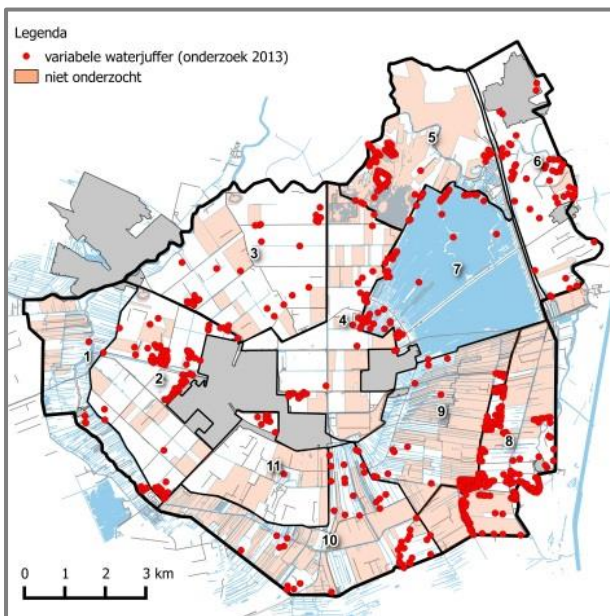 Legenda
variabele waterjuffer (onderzoek 2013)
niet onderzocht
5
6
3
7
4
1
2
9
8
11
10
0 1 2 3 km